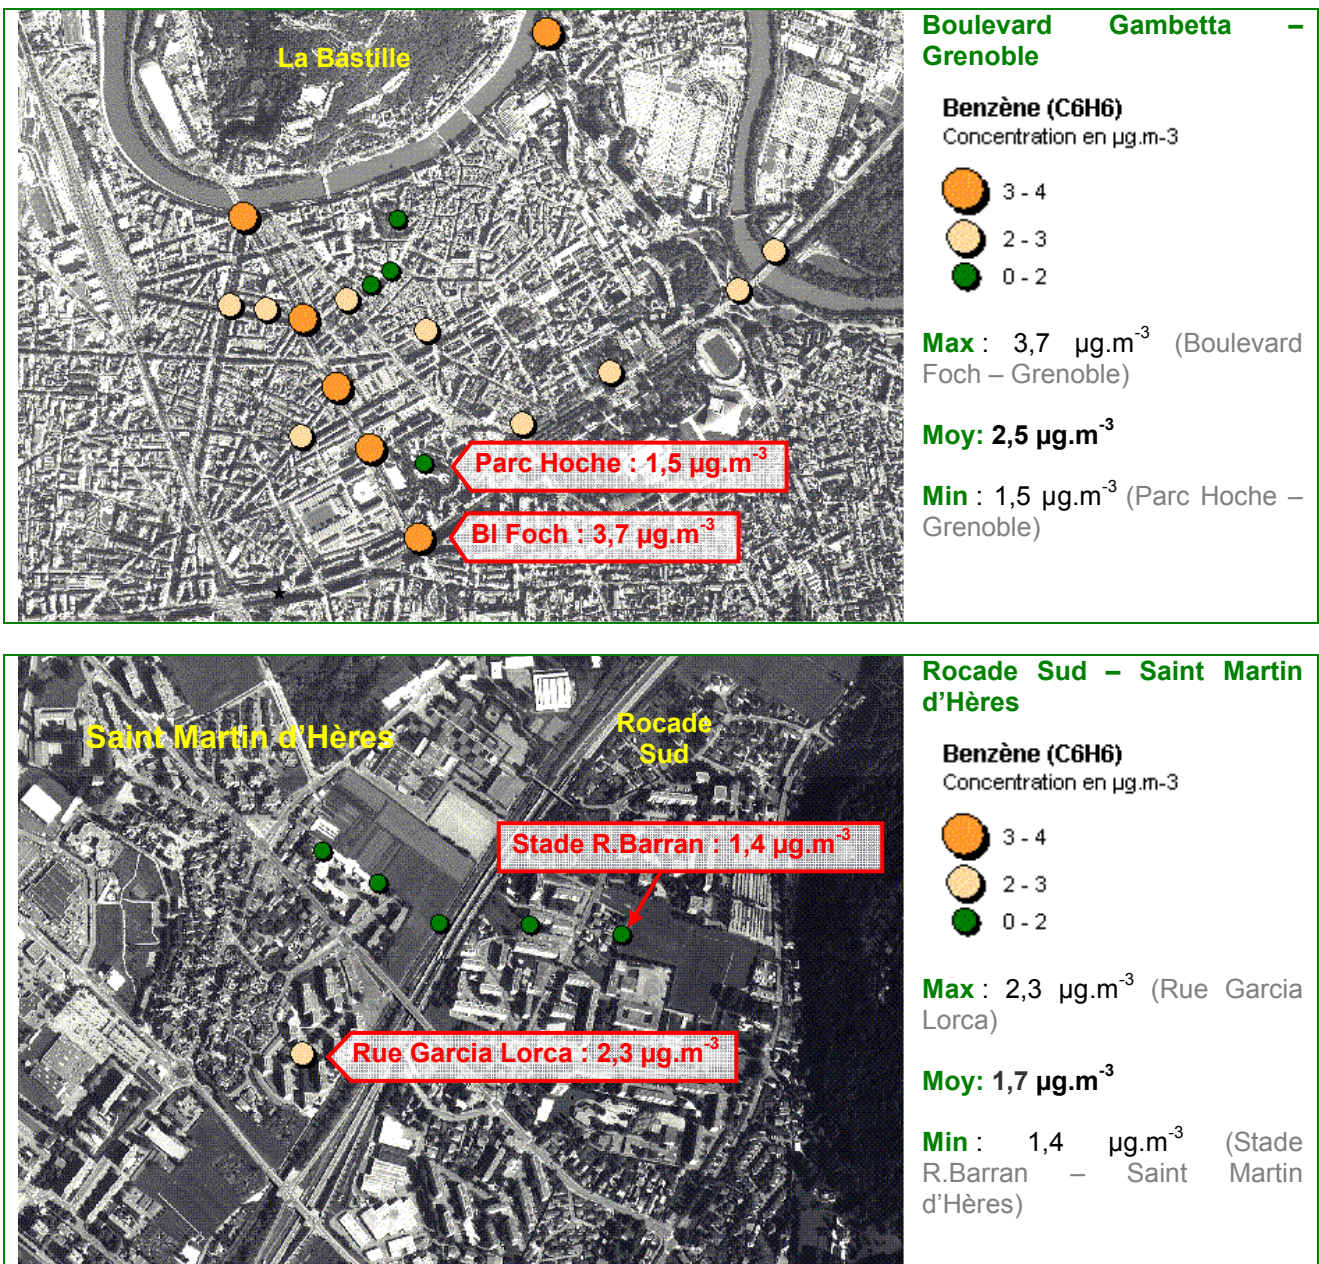 La Bastille
Parc Hoche : 1,5 µg.m-3
Bl Foch : 3,7 µg.m-3
Boulevard Gambetta –
Grenoble
Benzène (C6H6)
Concentration en µg.m-3
3 - 4
2 - 3
0 - 2
Max : 3,7 µg.m-3 (Boulevard
Foch – Grenoble)
Moy: 2,5 µg.m-3
Min : 1,5 µg.m-3 (Parc Hoche –
Grenoble)
Saint Martin d'Hères
Rocade
Sud
Stade R.Barran : 1,4 µg.m-3
Rue Garcia Lorca : 2,3 µg.m-3
Rocade Sud – Saint Martin
d'Hères
Benzène (C6H6)
Concentration en µg.m-3
3 - 4
2 - 3
0 - 2
Max : 2,3 µg.m-3 (Rue Garcia
Lorca)
Moy: 1,7 µg.m-3
Min : 1,4 µg.m-3 (Stade
R.Barran – Saint Martin
d'Hères)